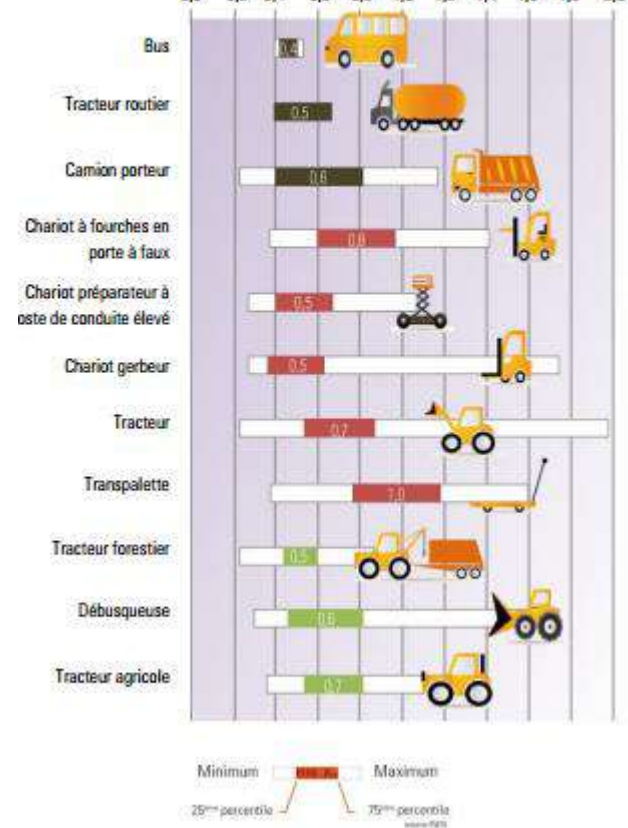 Bus
0,4
Tracteur routier
0,5
Camion porteur
0,6
Chariot à fourches en
porte à faux
0,8
Chariot préparateur à
oste de conduite élevé
0,5
Chariot gerbeur
0,5
Tracteur
0,7
Transpalette
1,0
Tracteur forestier
0,5
Débusqueuse
0,6
Tracteur agricole
0,7
Minimum
Maximum
25ème percentile
75ème percentile